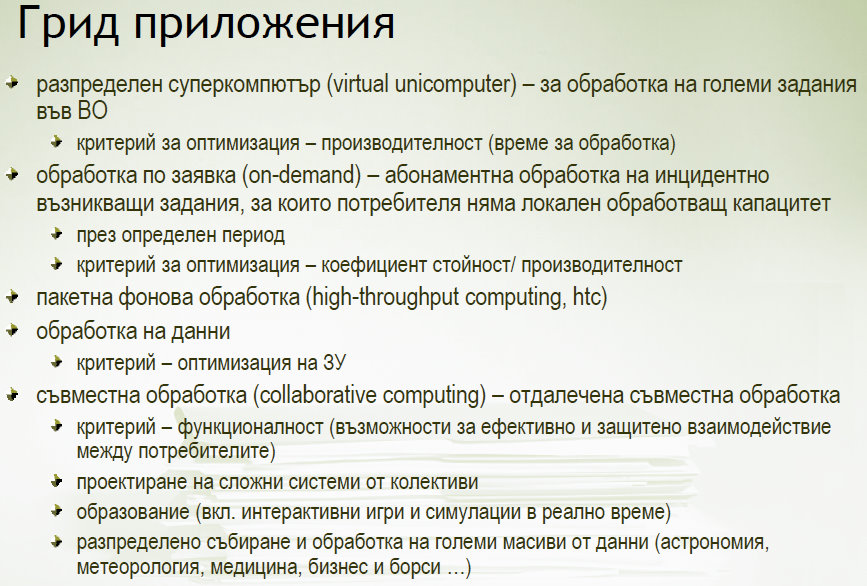 Грид приложения
разпределен суперкомпютър (virtual unicomputer) – за обработка на големи задания
във ВО
критерий за оптимизация – производителност (време за обработка)
обработка по заявка (on-demand) – абонаментна обработка на инцидентно
възникващи задания, за които потребителя няма локален обработващ капацитет
през определен период
критерий за оптимизация – коефициент стойност/ производителност
пакетна фонова обработка (high-throughput computing, htc)
обработка на данни
критерий – оптимизация на ЗУ
съвместна обработка (collaborative computing) – отдалечена съвместна обработка
критерий – функционалност (възможности за ефективно и защитено взаимодействие
между потребителите)
проектиране на сложни системи от колективи
образование (вкл. интерактивни игри и симулации в реално време)
разпределено събиране и обработка на големи масиви от данни (астрономия,
метеорология, медицина, бизнес и борси …)